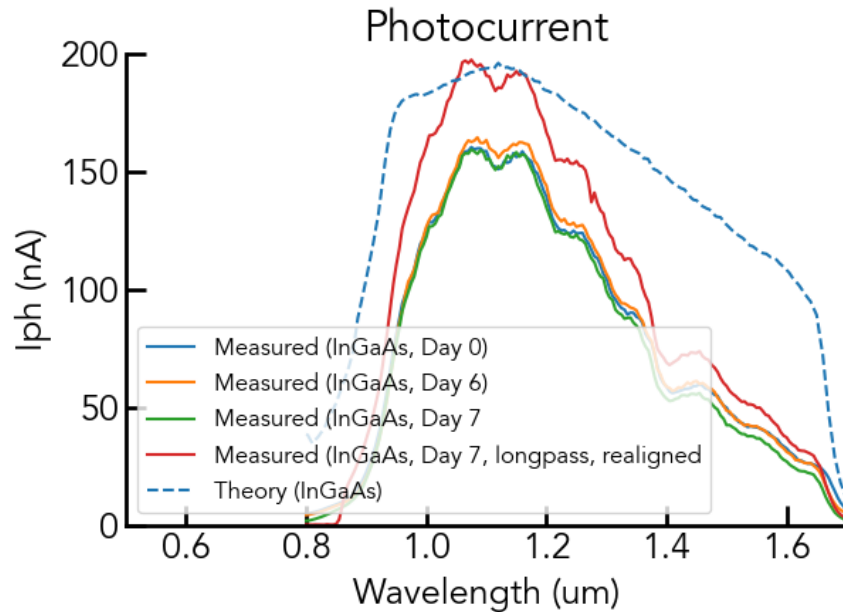 Photocurrent
Iph (nA)
200
150
100
50
0
Measured (InGaAs, Day 0)
Measured (InGaAs, Day 6)
Measured (InGaAs, Day 7
Measured (InGaAs, Day 7, longpass, realigned
Theory (InGaAs)
0.6 0.8 1.0 1.2 1.4 1.6
Wavelength (um)